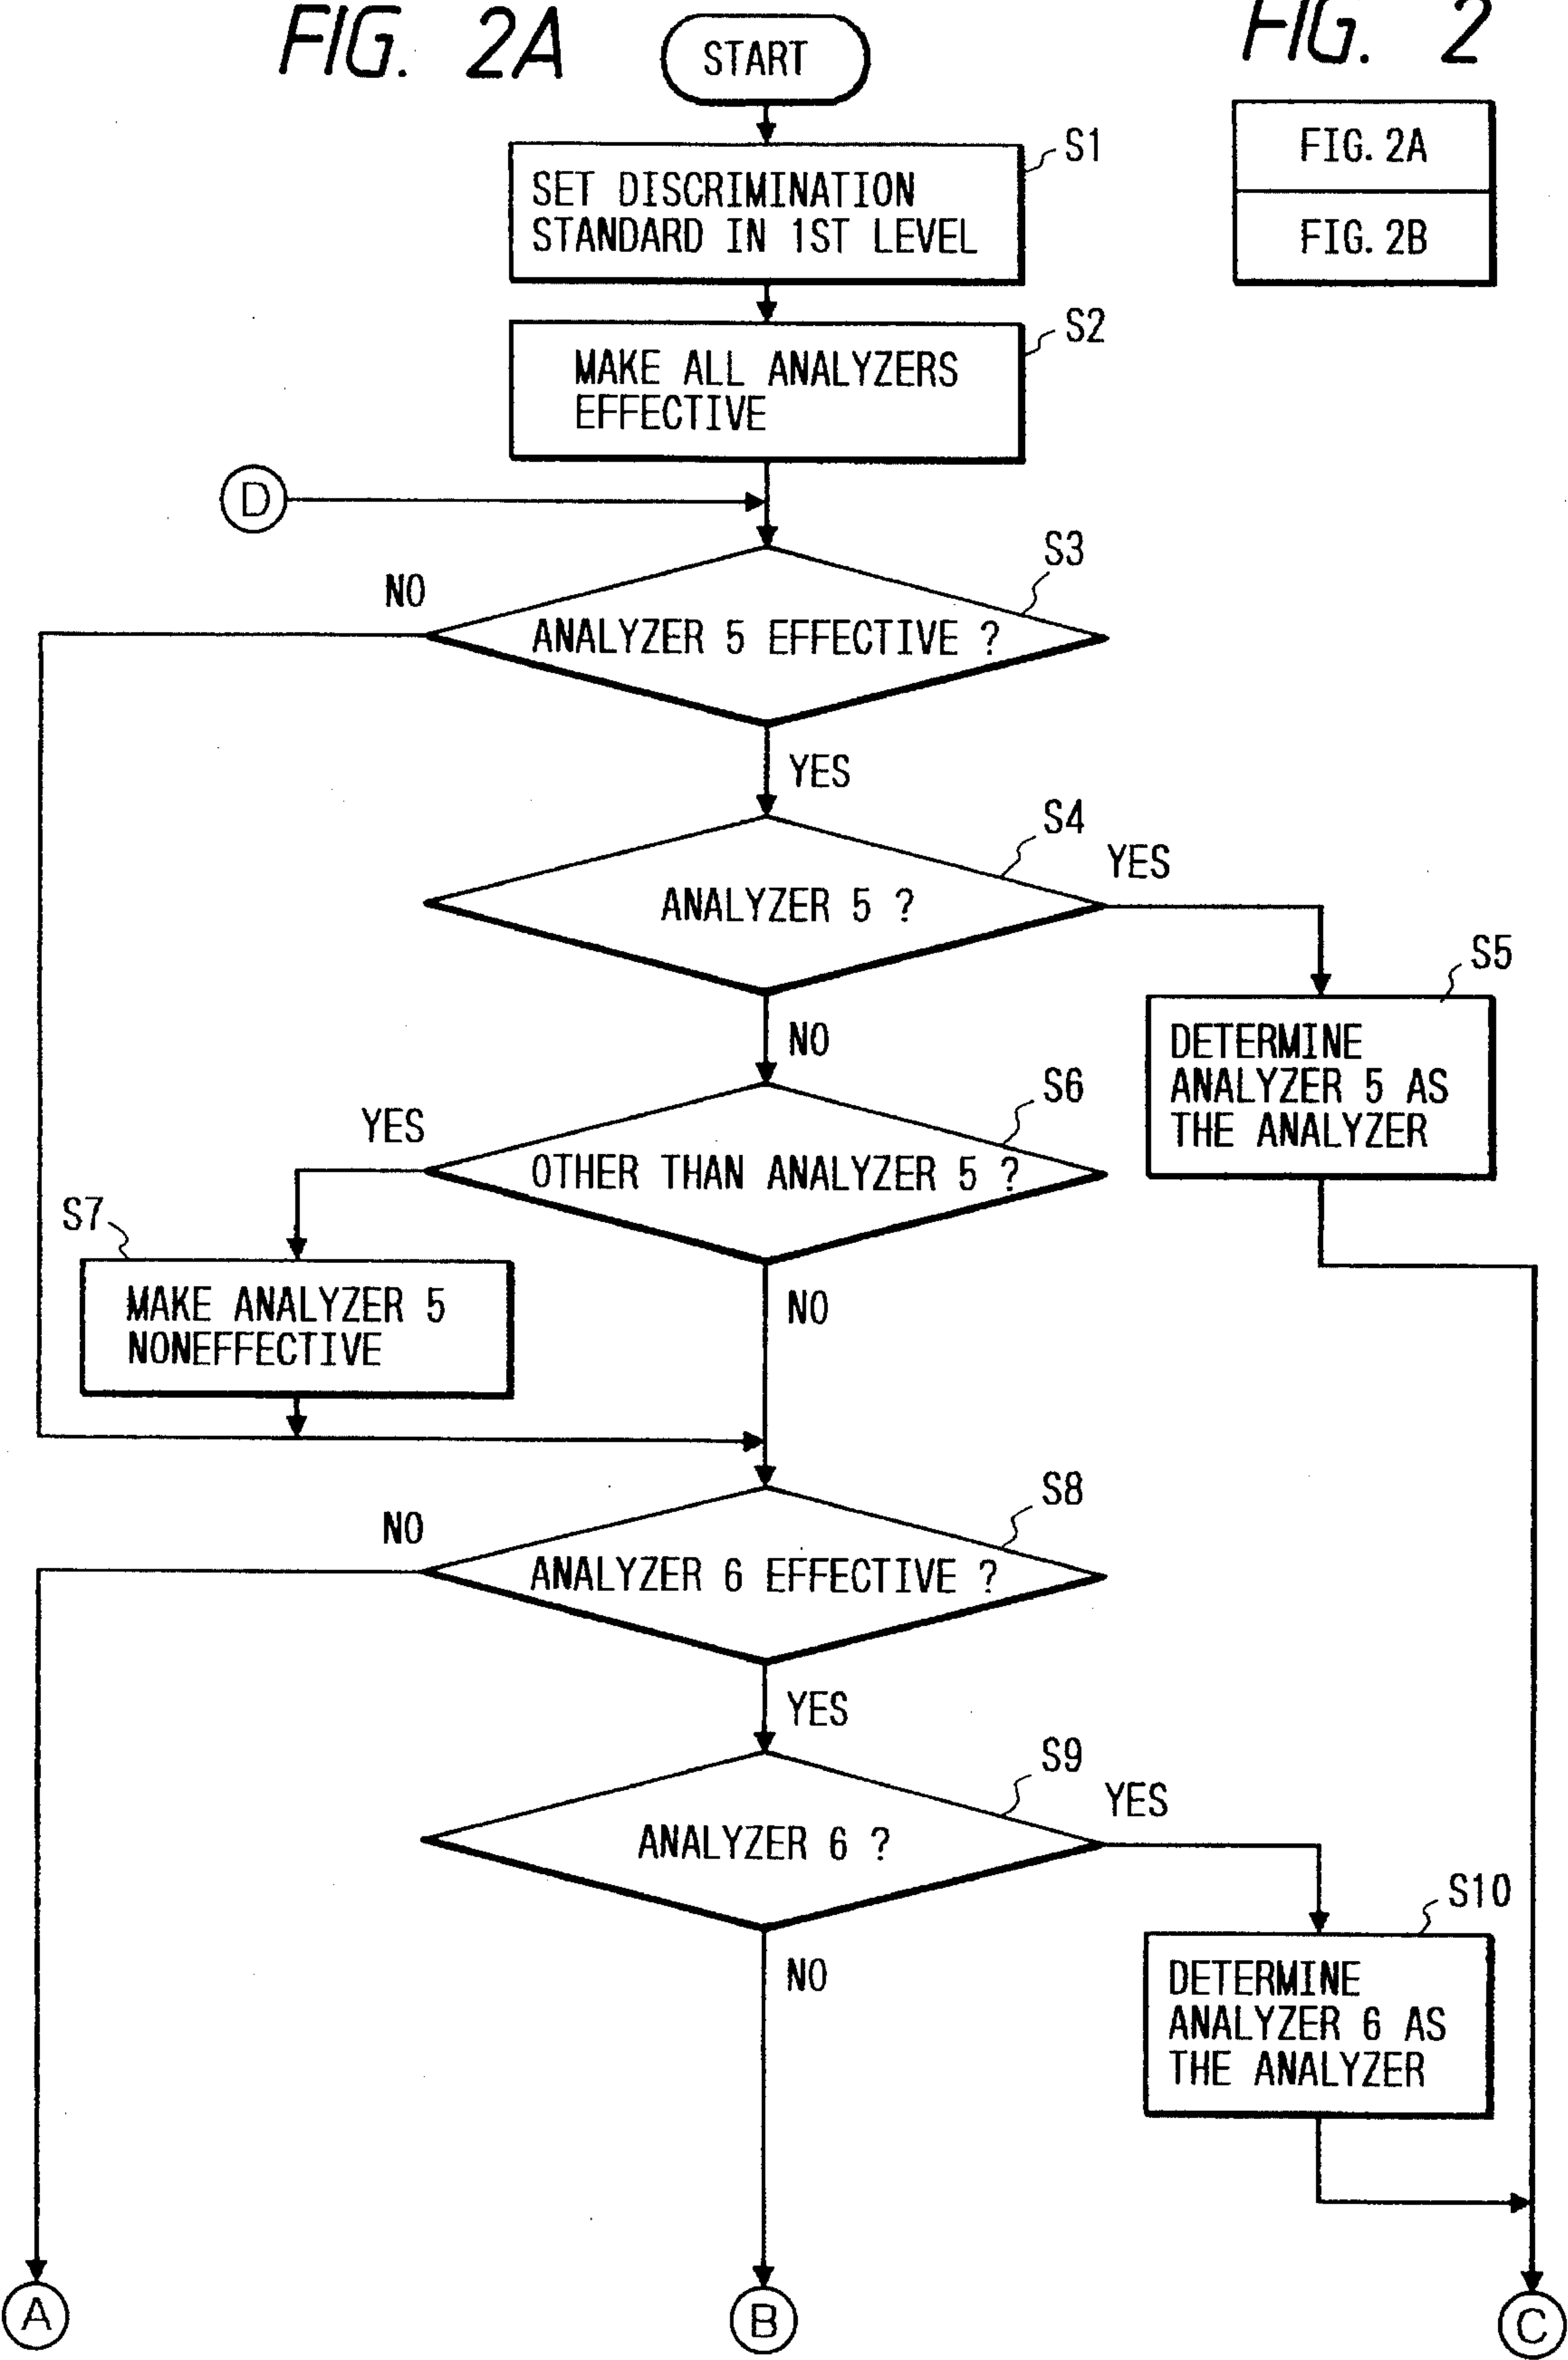 FIG. 2A
FIG. 2
START
FIG. 2A
FIG. 2B
S1
SET DISCRIMINATION
STANDARD IN 1ST LEVEL
S2
MAKE ALL ANALYZERS
EFFECTIVE
D
S3
NO
ANALYZER 5 EFFECTIVE ?
YES
S4
YES
ANALYZER 5 ?
S5
NO
DETERMINE
ANALYZER 5 AS
THE ANALYZER
S6
YES
OTHER THAN ANALYZER 5 ?
S7
MAKE ANALYZER 5
NONEFFECTIVE
NO
S8
NO
ANALYZER 6 EFFECTIVE ?
YES
S9
YES
ANALYZER 6 ?
S10
NO
DETERMINE
ANALYZER 6 AS
THE ANALYZER
A
B
C